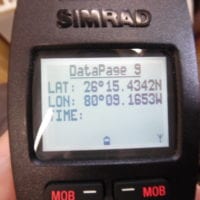 SIMRAD
DataPage 9
LAT: 26°15.4342N
LON: 80°09.1653W
TIME:
MOB
MOB